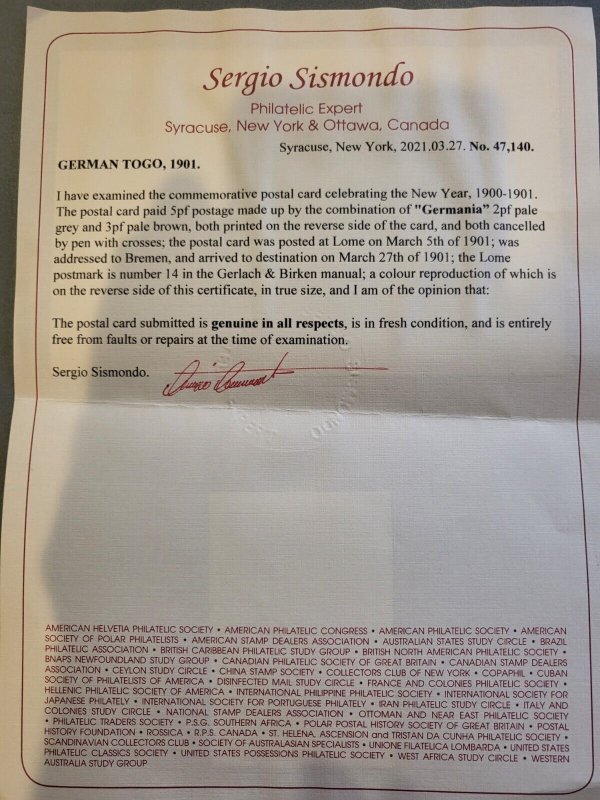 Sergio Sismondo
Philatelic Expert
Syracuse, New York & Ottawa, Canada
Syracuse, New York, 2021.03.27. No. 47,140.
GERMAN TOGO, 1901.
I have examined the commemorative postal card celebrating the New Year, 1900-1901.
The postal card paid 5pf postage made up by the combination of "Germania" 2pf pale
grey and 3pf pale brown, both printed on the reverse side of the card, and both cancelled
by pen with crosses; the postal card was posted at Lome on March 5th of 1901; was
addressed to Bremen, and arrived to destination on March 27th of 1901; the Lome
postmark is number 14 in the Gerlach & Birken manual; a colour reproduction of which is
on the reverse side of this certificate, in true size, and I am of the opinion that:
The postal card submitted is genuine in all respects, is in fresh condition, and is entirely
free from faults or repairs at the time of examination.
Sergio Sismondo.
AMERICAN HELVETIA PHILATELIC SOCIETY • AMERICAN PHILATELIC CONGRESS • AMERICAN PHILATELIC SOCIETY • AMERICAN
SOCIETY OF POLAR PHILATELISTS • AMERICAN STAMP DEALERS ASSOCIATION • AUSTRALIAN STATES STUDY CIRCLE • BRAZIL
PHILATELIC ASSOCIATION • BRITISH CARIBBEAN PHILATELIC STUDY GROUP • BRITISH NORTH AMERICAN PHILATELIC SOCIETY •
BNAPS NEWFOUNDLAND STUDY GROUP • CANADIAN PHILATELIC SOCIETY OF GREAT BRITAIN • CANADIAN STAMP DEALERS
ASSOCIATION • CEYLON STUDY CIRCLE • CHINA STAMP SOCIETY • COLLECTORS CLUB OF NEW YORK • COPAPHIL • CUBAN
SOCIETY OF PHILATELISTS OF AMERICA • DISINFECTED MAIL STUDY CIRCLE • FRANCE AND COLONIES PHILATELIC SOCIETY •
HELLENIC PHILATELIC SOCIETY OF AMERICA • INTERNATIONAL PHILIPPINE PHILATELIC SOCIETY • INTERNATIONAL SOCIETY FOR
JAPANESE PHILATELY • INTERNATIONAL SOCIETY FOR PORTUGUESE PHILATELY • IRAN PHILATELIC STUDY CIRCLE • ITALY AND
COLONIES STUDY CIRCLE • NATIONAL STAMP DEALERS ASSOCIATION • OTTOMAN AND NEAR EAST PHILATELIC SOCIETY
• PHILATELIC TRADERS SOCIETY • P.S.G. SOUTHERN AFRICA • POLAR POSTAL HISTORY SOCIETY OF GREAT BRITAIN • POSTAL
HISTORY FOUNDATION • ROSSICA • R.P.S. CANADA • ST. HELENA, ASCENSION and TRISTAN DA CUNHA PHILATELIC SOCIETY •
SCANDINAVIAN COLLECTORS CLUB • SOCIETY OF AUSTRALASIAN SPECIALISTS • UNIONE FILATELICA LOMBARDA • UNITED STATES
PHILATELIC CLASSICS SOCIETY • UNITED STATES POSSESSIONS PHILATELIC SOCIETY • WEST AFRICA STUDY CIRCLE • WESTERN
AUSTRALIA STUDY GROUP